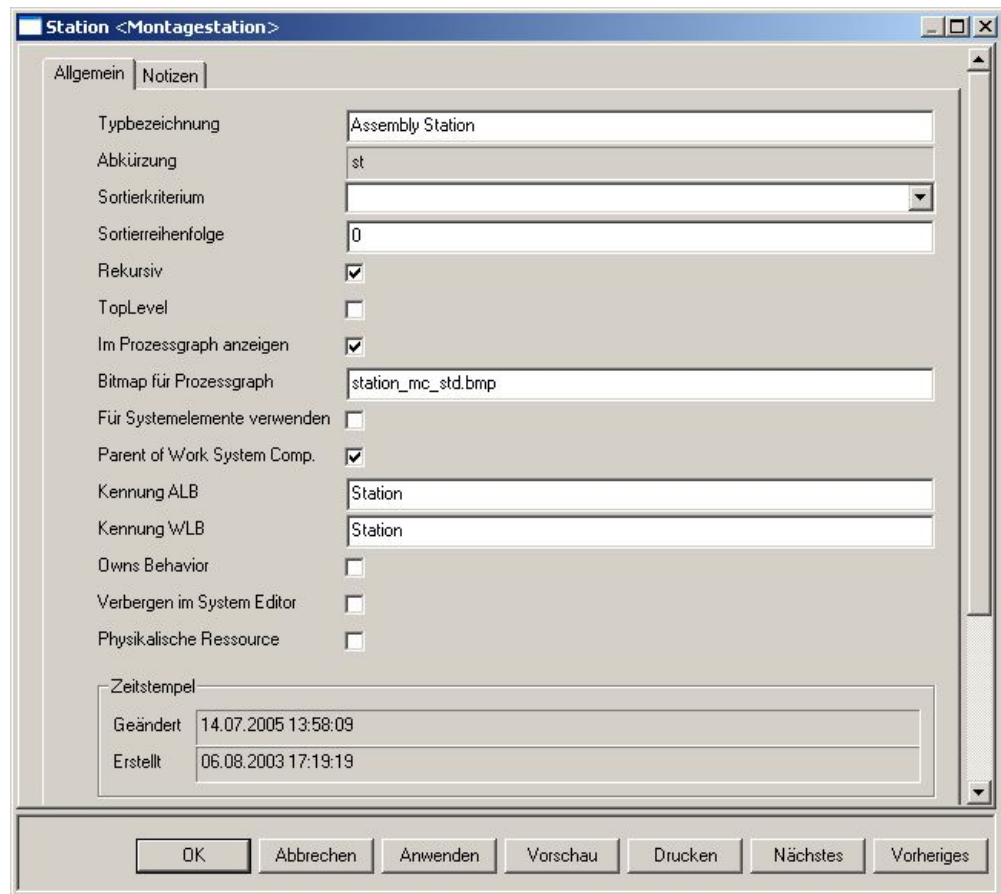 Station <Montagestation>
Allgemein Notizen
Typbezeichnung Assembly Station
Abkürzung st
Sortierkriterium
Sortierreihenfolge 0
Rekursiv
TopLevel
Im Prozessgraph anzeigen
Bitmap für Prozessgraph station_mc_std.bmp
Für Systemelemente verwenden
Parent of Work System Comp.
Kennung ALB Station
Kennung WLB Station
Owns Behavior
Verbergen im System Editor
Physikalische Ressource
Zeitstempel
Geändert 14.07.2005 13:58:09
Erstellt 06.08.2003 17:19:19
OK Abbrechen Anwenden Vorschau Drucken Nächstes Vorheriges